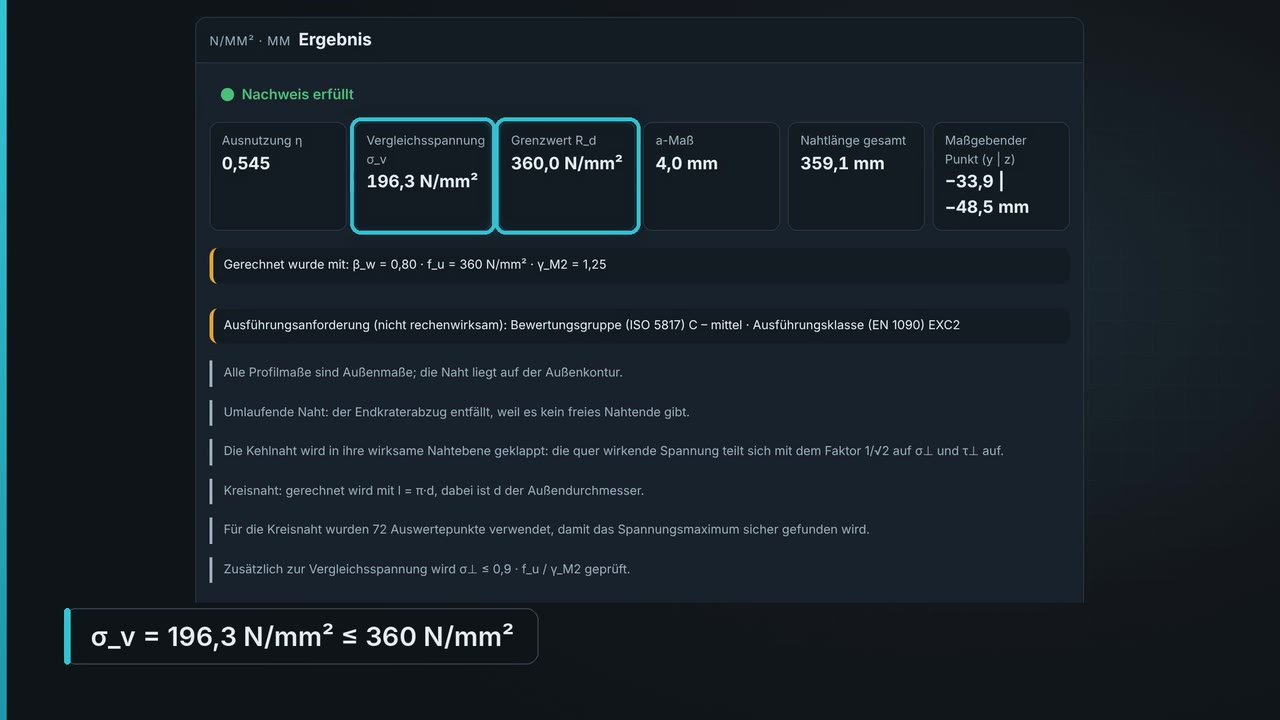 N/MM² · MM Ergebnis
Nachweis erfüllt
Ausnutzung η
0,545
Vergleichsspannung
σ_v
196,3 N/mm²
Grenzwert R_d
360,0 N/mm²
a-Maß
4,0 mm
Nahtlänge gesamt
359,1 mm
Maßgebender
Punkt (y | z)
−33,9 |
−48,5 mm
Gerechnet wurde mit: β_w = 0,80 · f_u = 360 N/mm² · γ_M2 = 1,25
Ausführungsanforderung (nicht rechenwirksam): Bewertungsgruppe (ISO 5817) C – mittel · Ausführungsklasse (EN 1090) EXC2
Alle Profilmaße sind Außenmaße; die Naht liegt auf der Außenkontur.
Umlaufende Naht: der Endkraterabzug entfällt, weil es kein freies Nahtende gibt.
Die Kehlnaht wird in ihre wirksame Nahtebene geklappt: die quer wirkende Spannung teilt sich mit dem Faktor 1/√2 auf σ⊥ und τ⊥ auf.
Kreisnaht: gerechnet wird mit l = π·d, dabei ist d der Außendurchmesser.
Für die Kreisnaht wurden 72 Auswertepunkte verwendet, damit das Spannungsmaximum sicher gefunden wird.
Zusätzlich zur Vergleichsspannung wird σ⊥ ≤ 0,9 · f_u / γ_M2 geprüft.
σ_v = 196,3 N/mm² ≤ 360 N/mm²